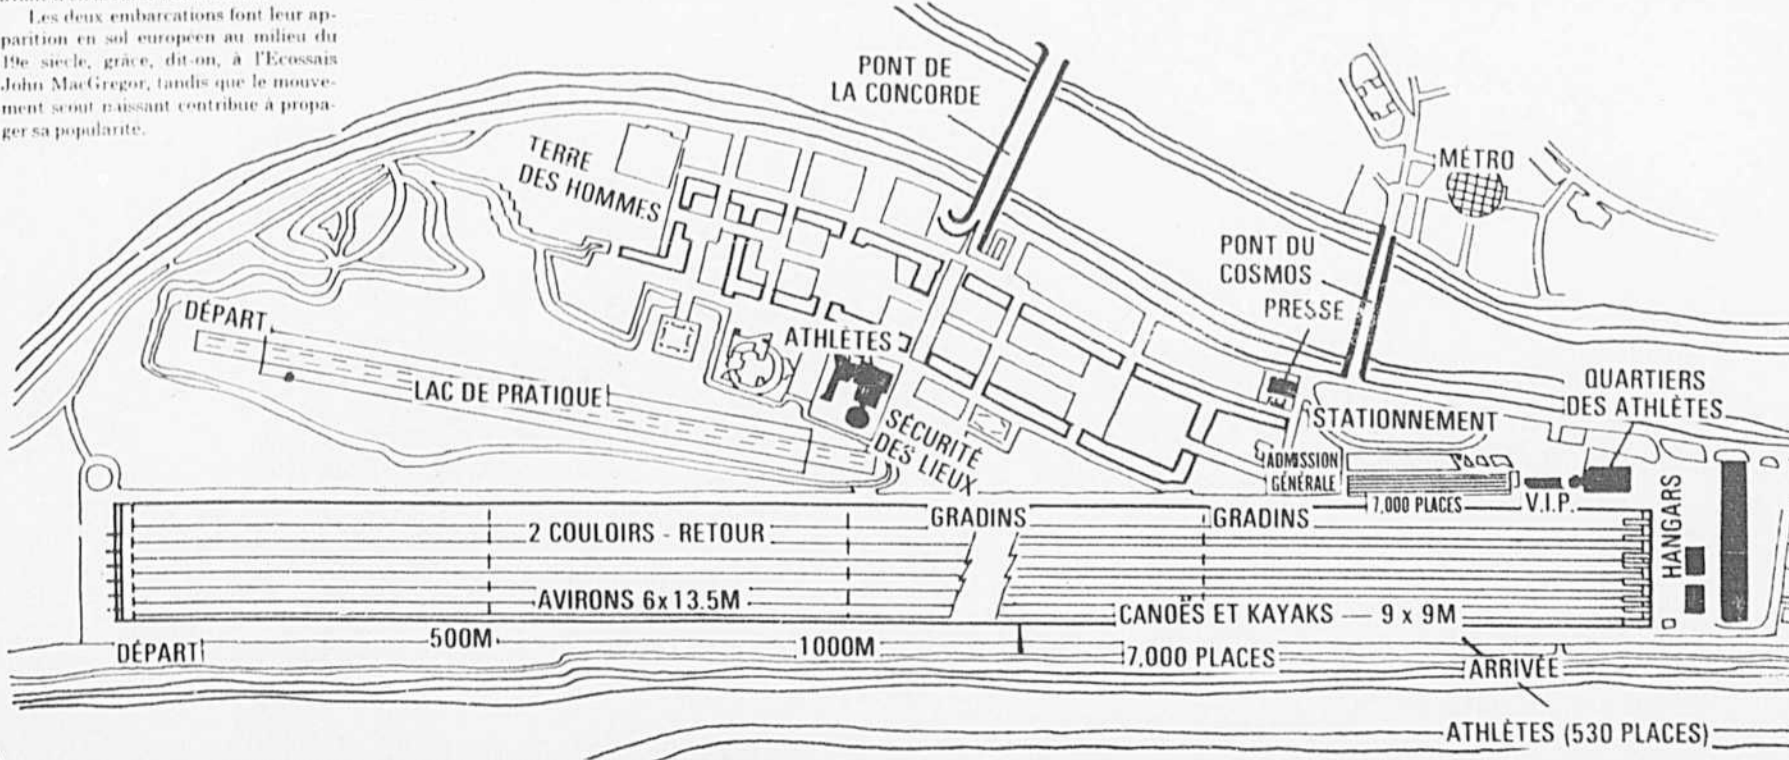 Les deux embarcations font leur ap-
parition en sol européen au milieu du
19e siècle, grâce, dit-on, à l'Ecossais
John MacGregor, tandis que le mouve-
ment scout naissant contribue à propa-
ger sa popularité.
PONT DE
LA CONCORDE
TERRE
DES HOMMES
MÉTRO
PONT DU
COSMOS
PRESSE
DÉPART
ATHLÈTES
LAC DE PRATIQUE
SÉCURITÉ
DES LIEUX
QUARTIERS
DES ATHLÈTES
STATIONNEMENT
ADMISSION
GÉNÉRALE
7,000 PLACES
V.I.P.
HANGARS
GRADINS
GRADINS
2 COULOIRS - RETOUR
AVIRONS 6x13.5M
CANOËS ET KAYAKS — 9 x 9M
DÉPART
500M
1000M
7,000 PLACES
ARRIVÉE
ATHLÈTES (530 PLACES)